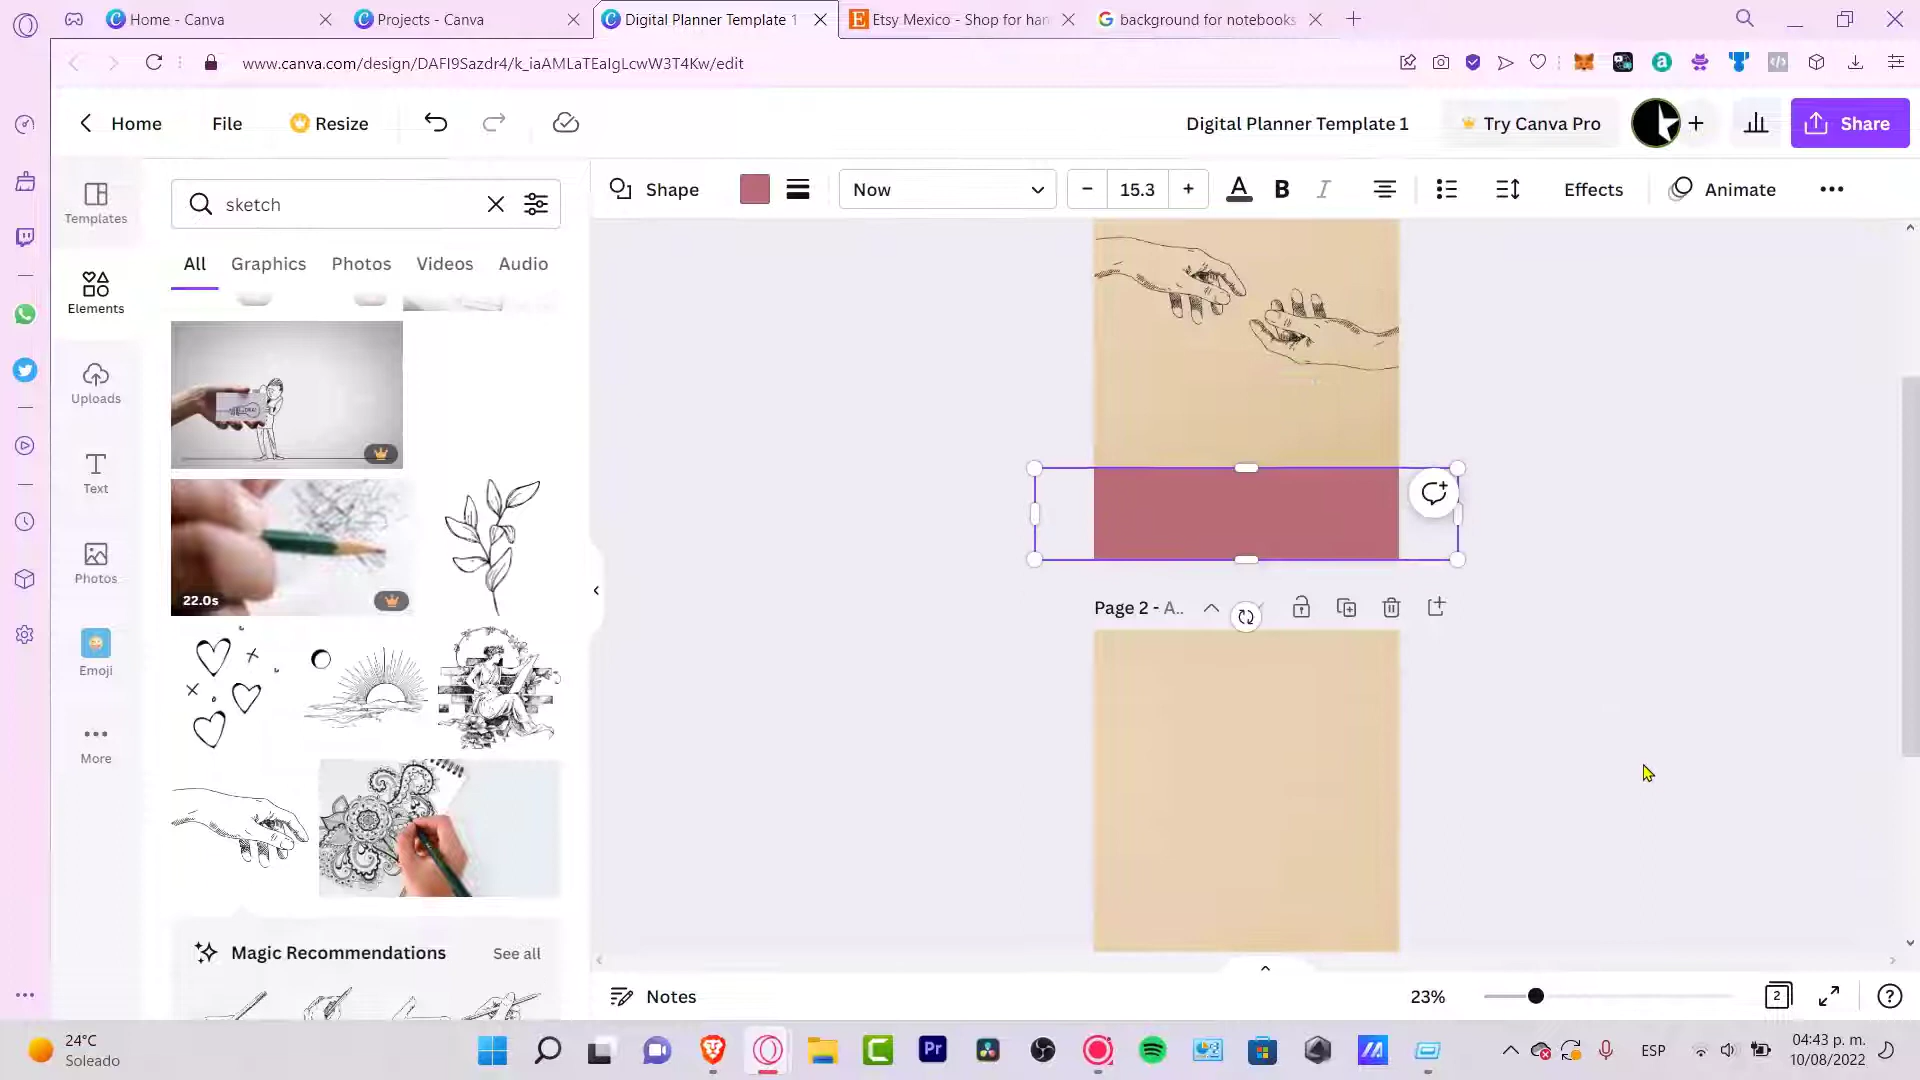 Home - Canva
Projects - Canva
Digital Planner Template 1
Etsy Mexico - Shop for han
background for notebooks
www.canva.com/design/DAFI9Sazdr4/k_iaAMLaTEaIgLcwW3T4Kw/edit
Home
File
Resize
Digital Planner Template 1
Try Canva Pro
Share
Templates
Elements
Uploads
Text
Photos
Emoji
More
sketch
All
Graphics
Photos
Videos
Audio
22.0s
Magic Recommendations
See all
Shape
Now
15.3
A
B
I
Effects
Animate
Page 2 - A..
Notes
23%
2
24°C
Soleado
Pr
ESP
04:43 p. m.
10/08/2022